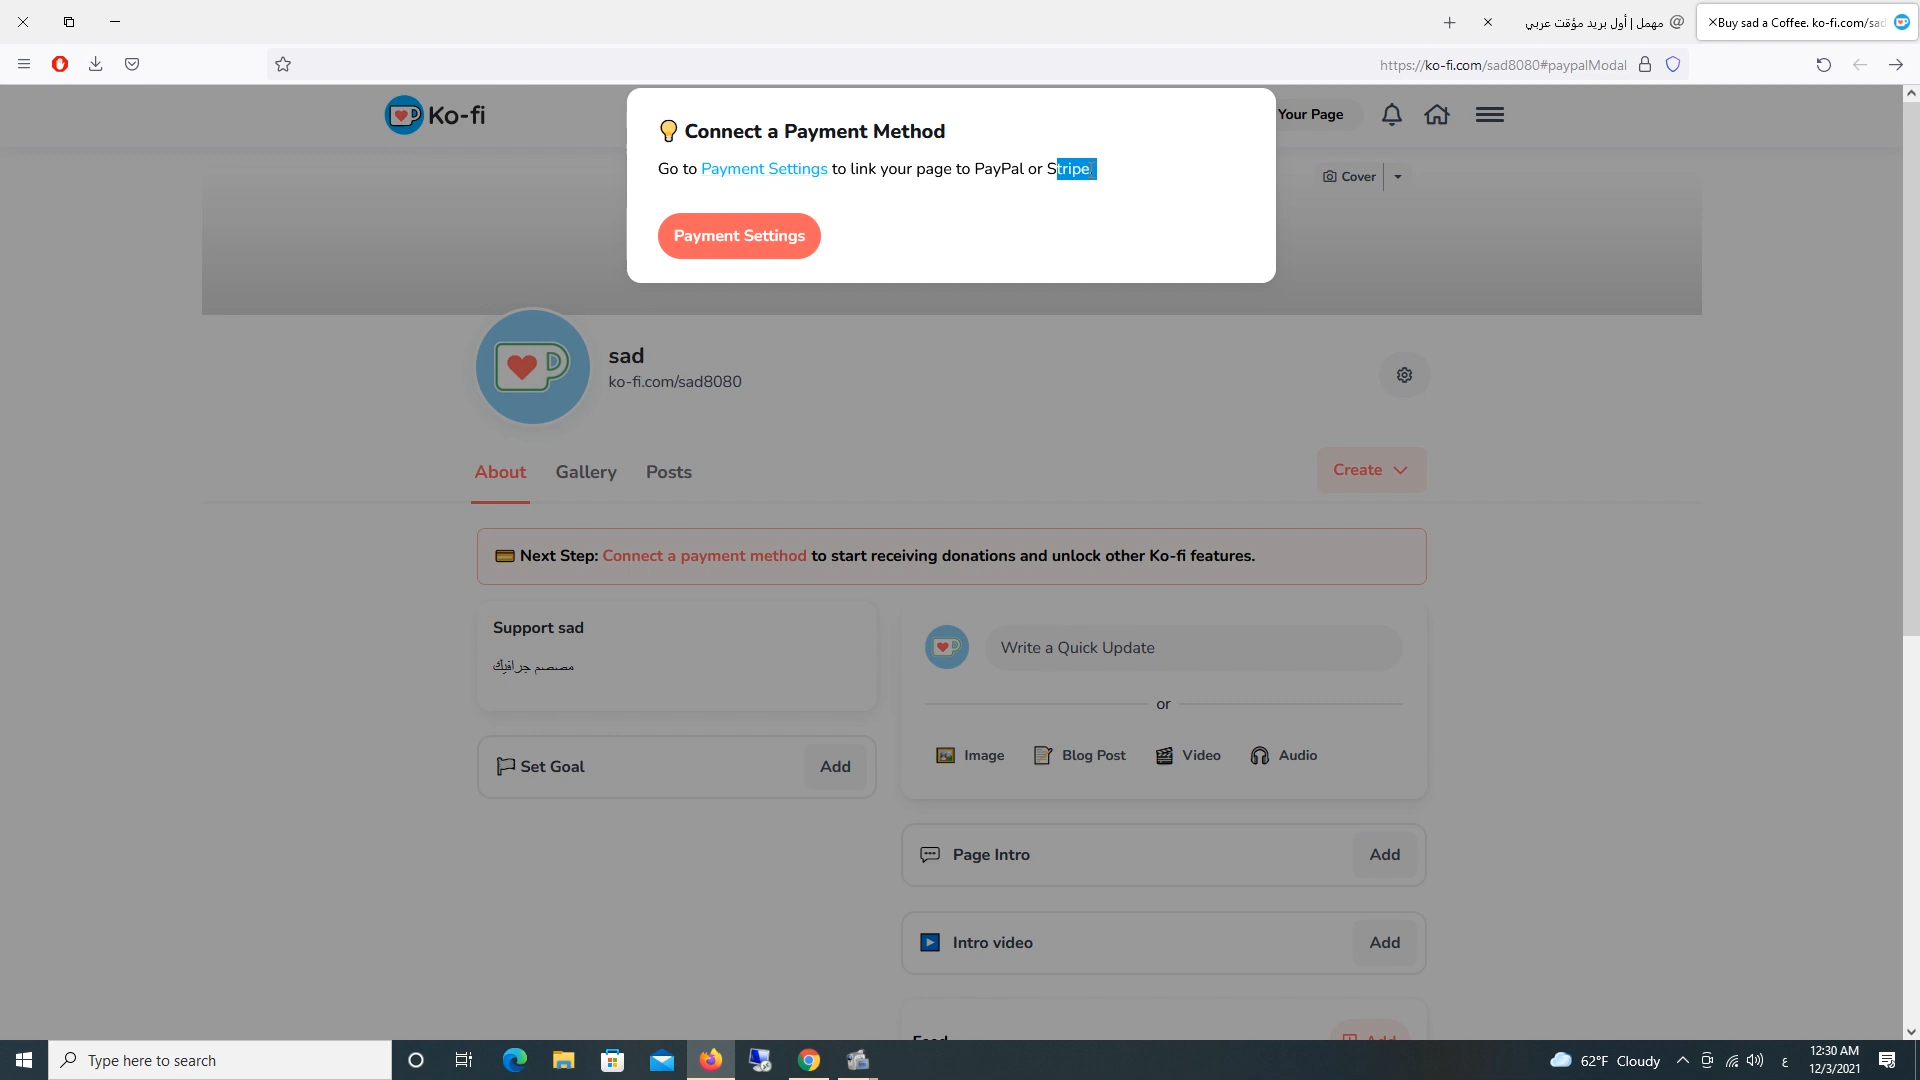 مهمل | أول بريد مؤقت عربي
Buy sad a Coffee. ko-fi.com/sad
https://ko-fi.com/sad8080#paypalModal
Ko-fi
Your Page
💡 Connect a Payment Method
Go to Payment Settings to link your page to PayPal or Stripe.
Payment Settings
Cover
sad
ko-fi.com/sad8080
About
Gallery
Posts
Create
Next Step: Connect a payment method to start receiving donations and unlock other Ko-fi features.
Support sad
مصصم جرافيك
Set Goal
Add
Write a Quick Update
or
Image
Blog Post
Video
Audio
Page Intro
Add
Intro video
Add
Feed
Add
Type here to search
62°F Cloudy
ع
12:30 AM
12/3/2021